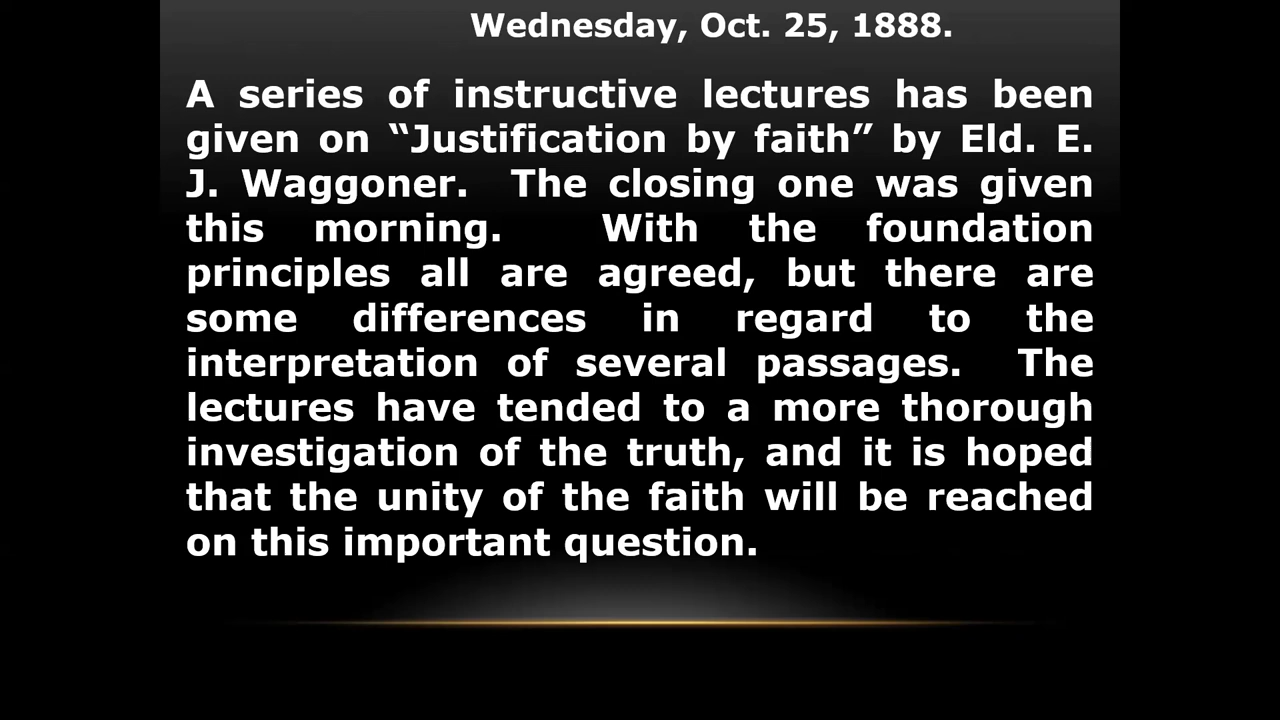 Wednesday, Oct. 25, 1888.
A series of instructive lectures has been
given on “Justification by faith” by Eld. E.
J. Waggoner. The closing one was given
this morning. With the foundation
principles all are agreed, but there are
some differences in regard to the
interpretation of several passages. The
lectures have tended to a more thorough
investigation of the truth, and it is hoped
that the unity of the faith will be reached
on this important question.